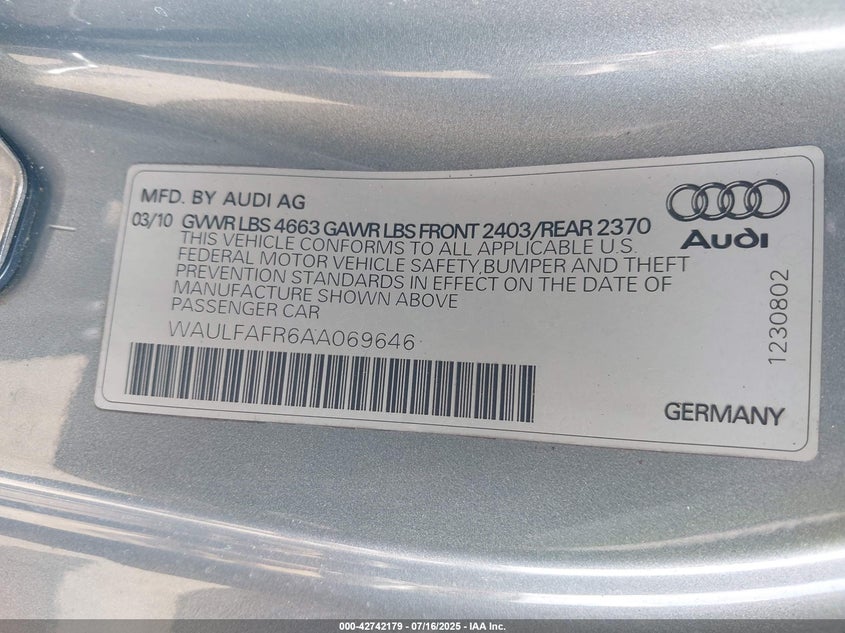 MFD. BY AUDI AG
03/10 GVWR LBS 4663 GAWR LBS FRONT 2403/REAR 2370
THIS VEHICLE CONFORMS TO ALL APPLICABLE U.S.
FEDERAL MOTOR VEHICLE SAFETY,BUMPER AND THEFT
PREVENTION STANDARDS IN EFFECT ON THE DATE OF
MANUFACTURE SHOWN ABOVE
PASSENGER CAR
WAULFAFR6AA069646
Audi
1230802
GERMANY
000-42742179 - 07/16/2025 - IAA Inc.